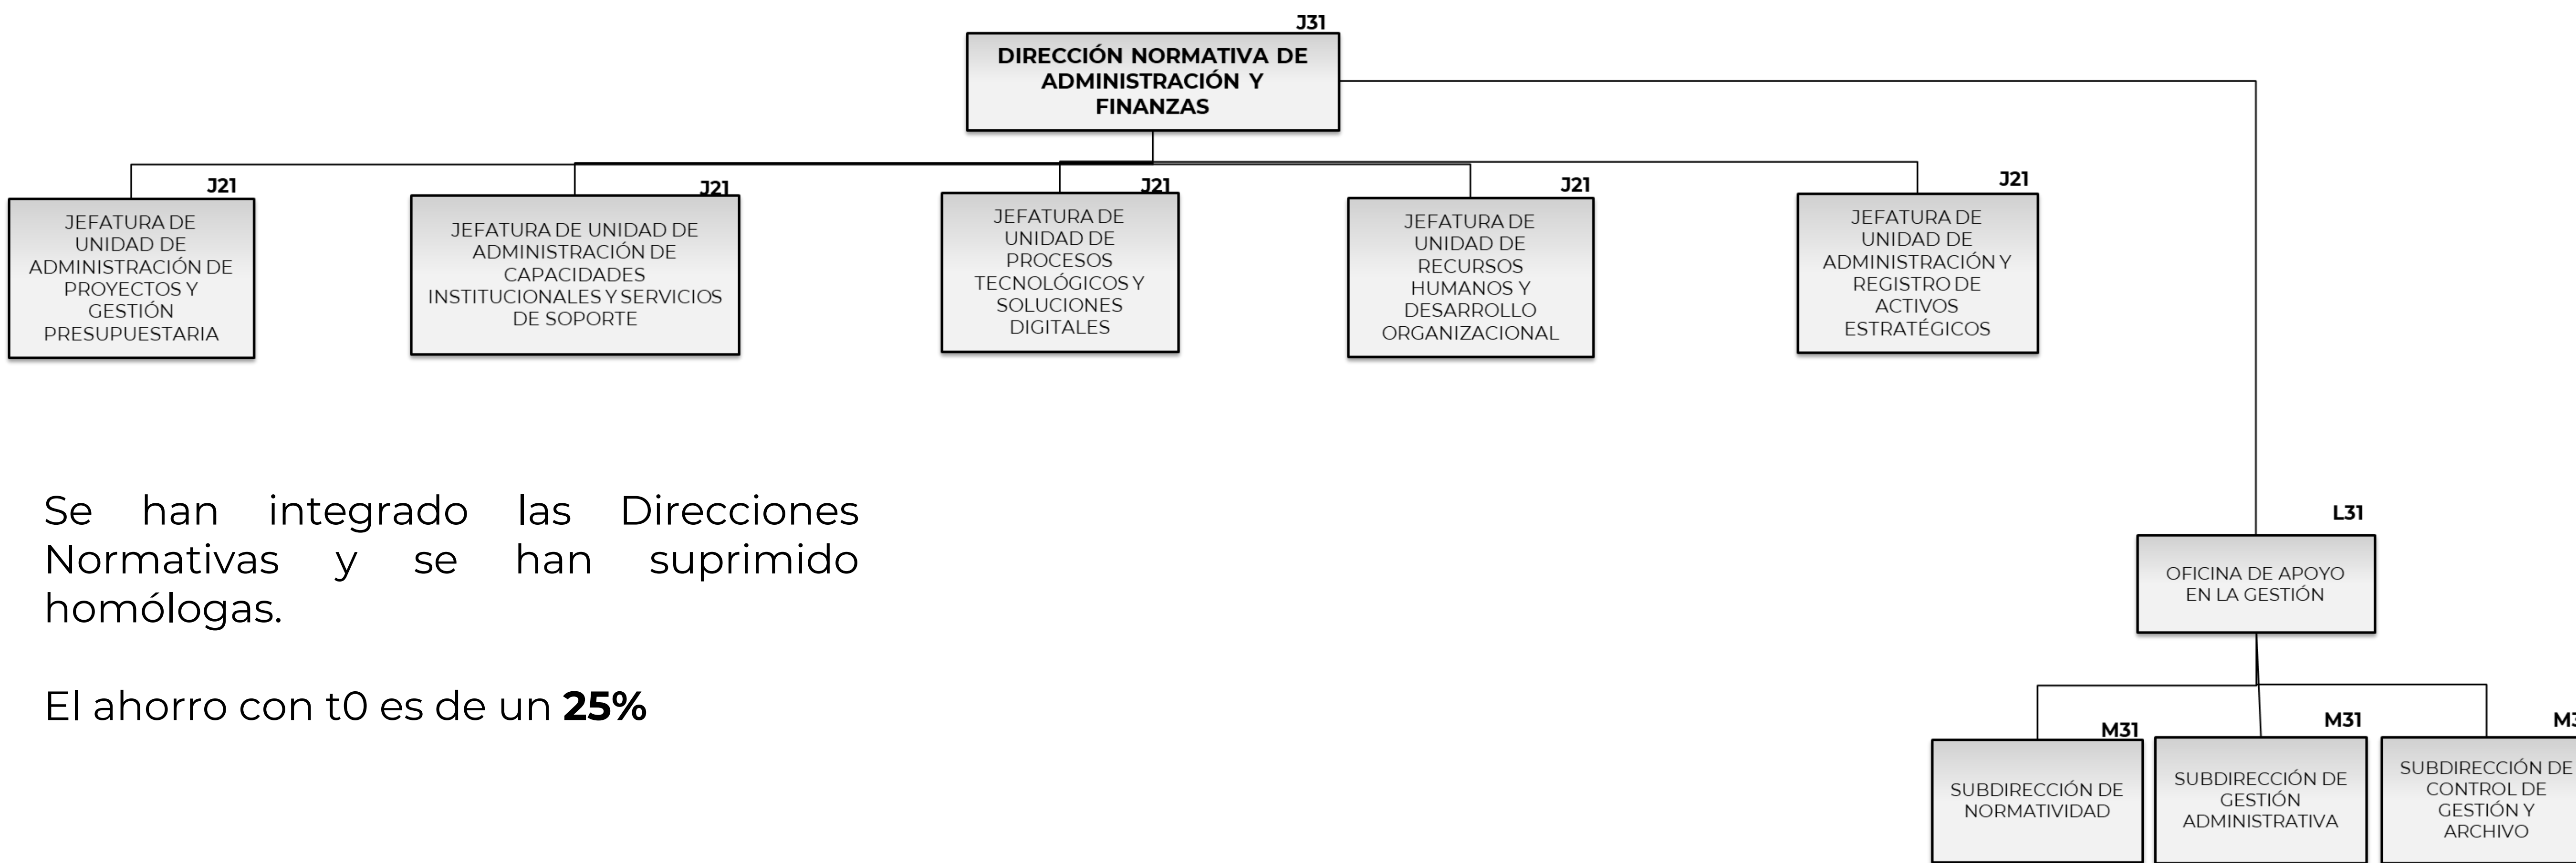 J31
DIRECCIÓN NORMATIVA DE
ADMINISTRACIÓN Y
FINANZAS
J21
JEFATURA DE
UNIDAD DE
ADMINISTRACIÓN DE
PROYECTOS Y
GESTIÓN
PRESUPUESTARIA
J21
JEFATURA DE UNIDAD DE
ADMINISTRACIÓN DE
CAPACIDADES
INSTITUCIONALES Y SERVICIOS
DE SOPORTE
J21
JEFATURA DE
UNIDAD DE
PROCESOS
TECNOLÓGICOS Y
SOLUCIONES
DIGITALES
J21
JEFATURA DE
UNIDAD DE
RECURSOS
HUMANOS Y
DESARROLLO
ORGANIZACIONAL
J21
JEFATURA DE
UNIDAD DE
ADMINISTRACIÓN Y
REGISTRO DE
ACTIVOS
ESTRATÉGICOS
Se han integrado las Direcciones
Normativas y se han suprimido
homólogas.
El ahorro con t0 es de un 25%
L31
OFICINA DE APOYO
EN LA GESTIÓN
M31
SUBDIRECCIÓN DE
NORMATIVIDAD
M31
SUBDIRECCIÓN DE
GESTIÓN
ADMINISTRATIVA
SUBDIRECCIÓN DE
CONTROL DE
GESTIÓN Y
ARCHIVO